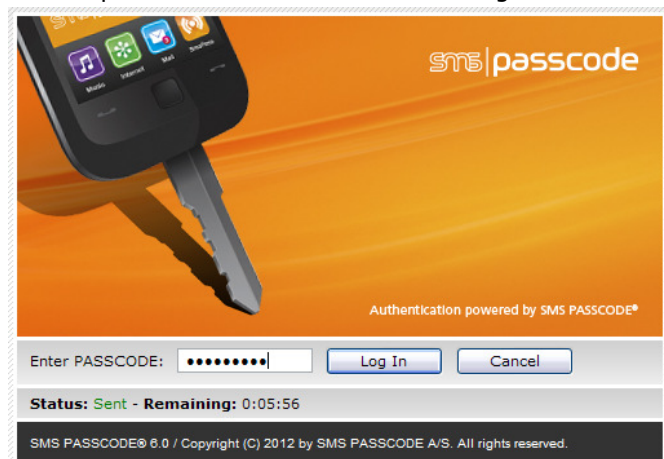 Music
Internet
Mail
sms|passcode
Authentication powered by SMS PASSCODE®
Enter PASSCODE: ●●●●●●●●● Log In Cancel
Status: Sent - Remaining: 0:05:56
SMS PASSCODE® 6.0 / Copyright (C) 2012 by SMS PASSCODE A/S. All rights reserved.